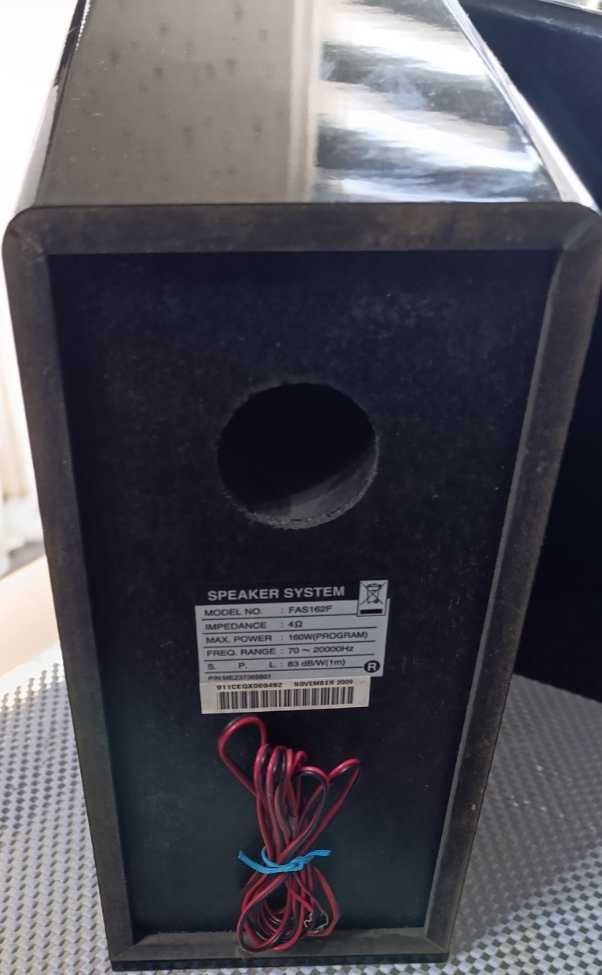 SPEAKER SYSTEM
MODEL NO. : FAS162F
IMPEDANCE : 4Ω
MAX. POWER : 160W(PROGRAM)
FREQ. RANGE : 70 ~ 20000Hz
S. P. L : 83 dB/W(1m)
R
NOVEMBER 2009